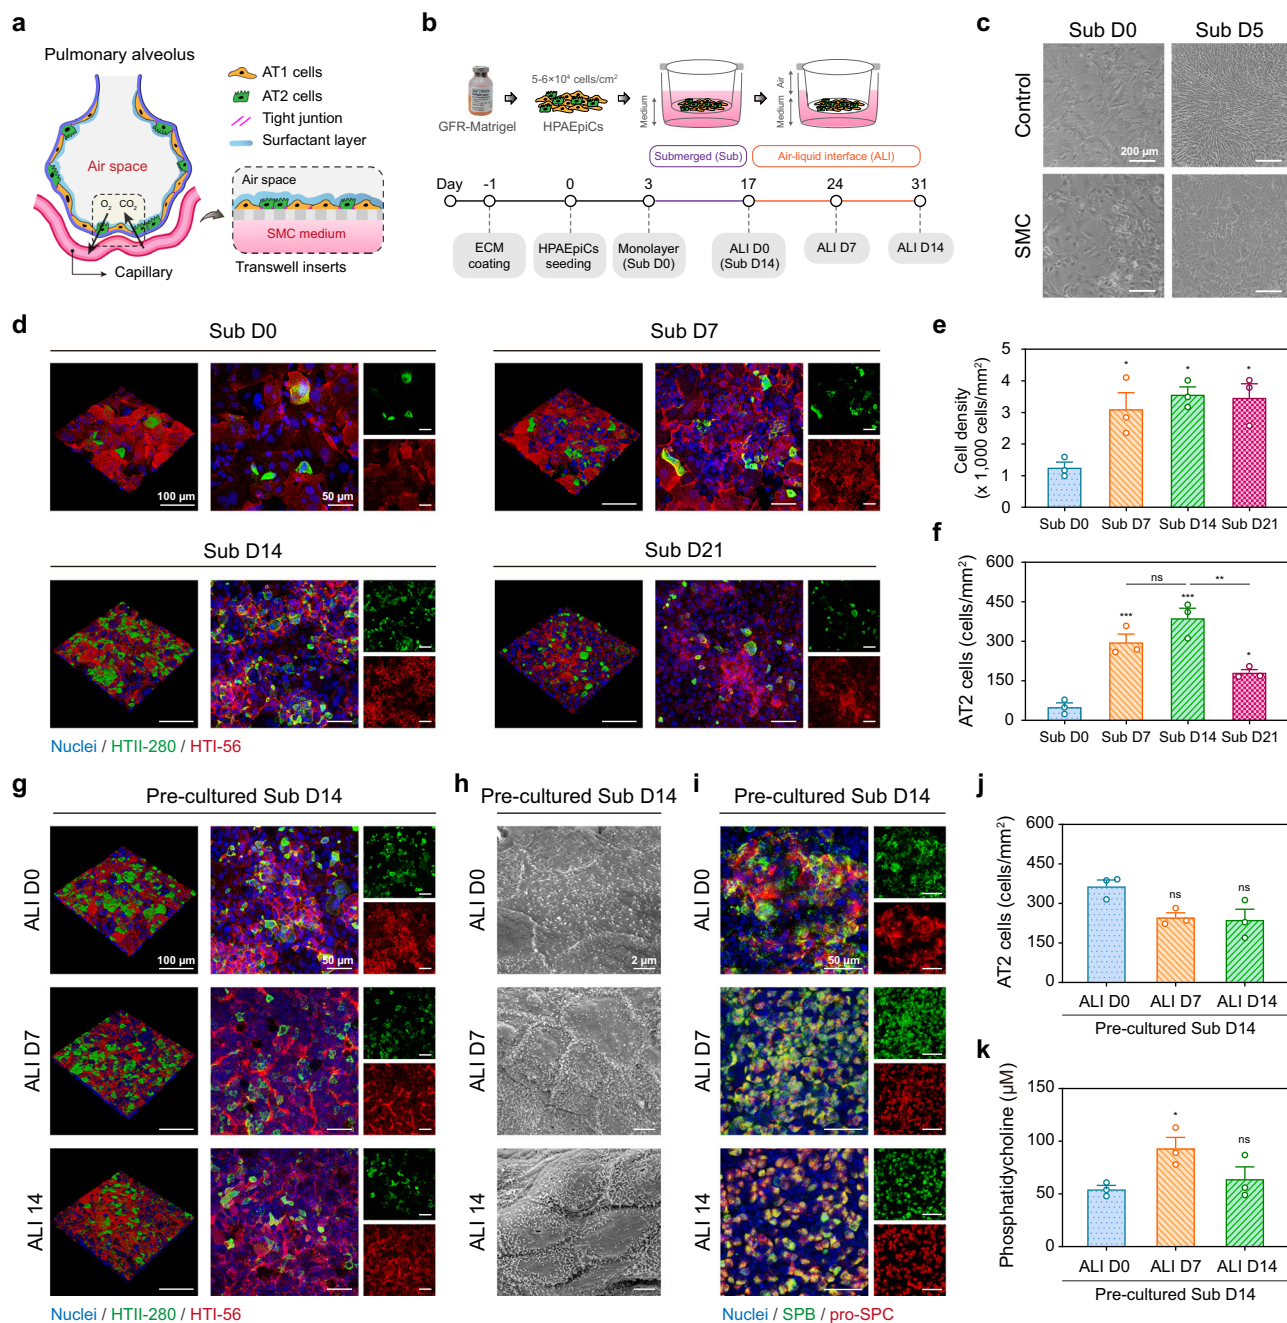 a
Pulmonary alveolus
AT1 cells
AT2 cells
Tight juntion
Surfactant layer
Air space
O2 CO2
Capillary
Air space
SMC medium
Transwell inserts
b
5-6×10⁴ cells/cm²
GFR-Matrigel
HPAEpiCs
Medium
Air
Medium
Submerged (Sub)
Air-liquid interface (ALI)
Day -1 0 3 17 24 31
ECM coating
HPAEpiCs seeding
Monolayer (Sub D0)
ALI D0 (Sub D14)
ALI D7
ALI D14
c
Sub D0 Sub D5
Control
200 µm
SMC
d
Sub D0
Sub D7
100 µm
50 µm
Sub D14
Sub D21
Nuclei / HTII-280 / HTI-56
e
Cell density
(x 1,000 cells/mm²)
5
4
3
2
1
0
* * *
Sub D0 Sub D7 Sub D14 Sub D21
f
AT2 cells (cells/mm²)
600
450
300
150
0
ns **
*** *** *
Sub D0 Sub D7 Sub D14 Sub D21
g
Pre-cultured Sub D14
ALI D0
100 µm
50 µm
ALI D7
ALI 14
Nuclei / HTII-280 / HTI-56
h
Pre-cultured Sub D14
ALI D0
2 µm
ALI D7
ALI 14
i
Pre-cultured Sub D14
ALI D0
50 µm
ALI D7
ALI 14
Nuclei / SPB / pro-SPC
j
AT2 cells (cells/mm²)
600
450
300
150
0
ns ns
ALI D0 ALI D7 ALI D14
Pre-cultured Sub D14
k
Phosphatidycholine (µM)
150
100
50
0
* ns
ALI D0 ALI D7 ALI D14
Pre-cultured Sub D14